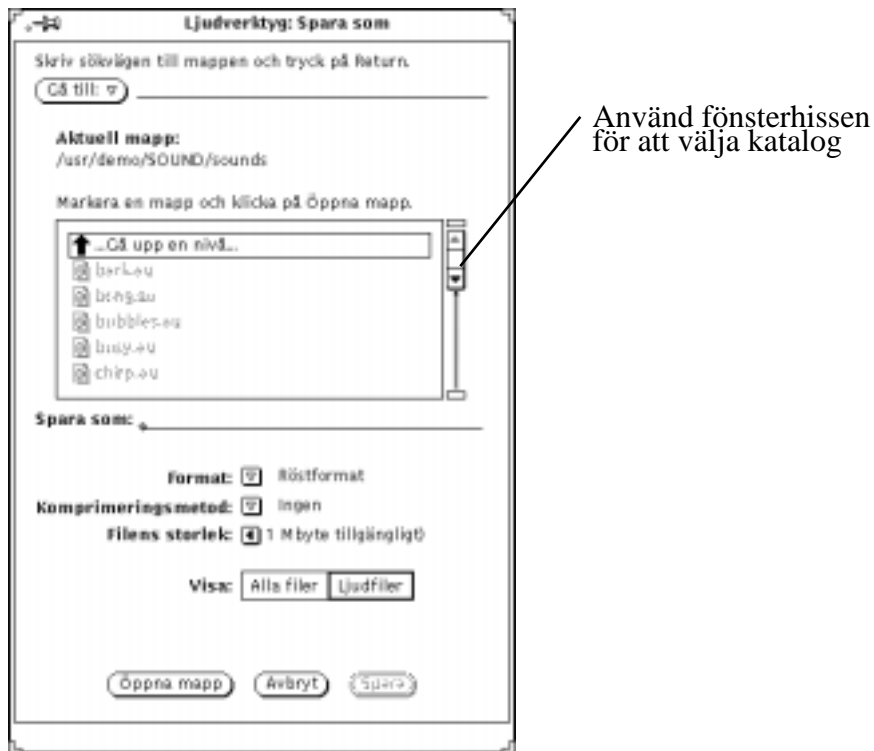 Ljudverktyg: Spara som
Skriv sökvägen till mappen och tryck på Return.
Gå till:
Aktuell mapp:
/usr/demo/SOUND/sounds
Markera en mapp och klicka på Öppna mapp.
...Gå upp en nivå...
bark.au
bong.au
bubbles.au
busy.au
chirp.au
Spara som:
Format: Röstformat
Komprimeringsmetod: Ingen
Filens storlek: 1 Mbyte tillgängligt)
Visa: Alla filer Ljudfiler
Öppna mapp Avbryt Spara
Använd fönsterhissen
för att välja katalog